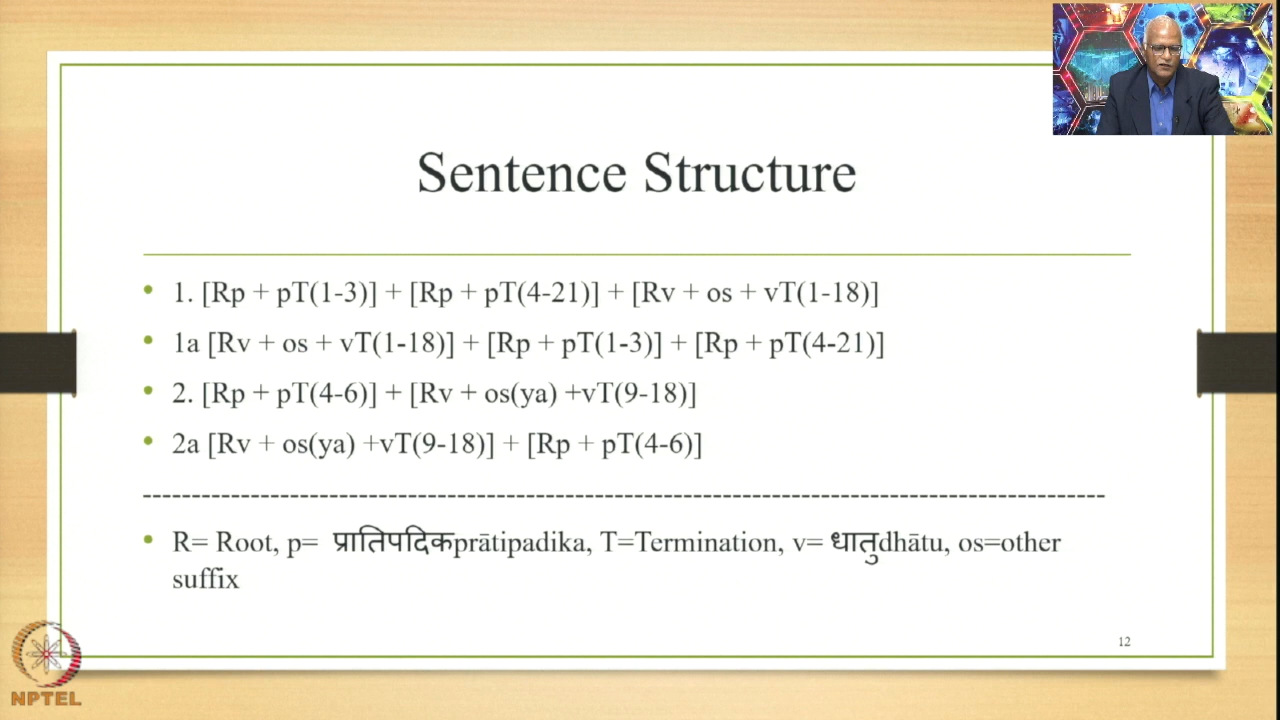 Sentence Structure
• 1. [Rp + pT(1-3)] + [Rp + pT(4-21)] + [Rv + os + vT(1-18)]
• 1a [Rv + os + vT(1-18)] + [Rp + pT(1-3)] + [Rp + pT(4-21)]
• 2. [Rp + pT(4-6)] + [Rv + os(ya) +vT(9-18)]
• 2a [Rv + os(ya) +vT(9-18)] + [Rp + pT(4-6)]
--------------------------------------------------------------------------------------------
• R= Root, p= प्रातिपदिकprātipadika, T=Termination, v= धातुdhātu, os=other
suffix
12
NPTEL